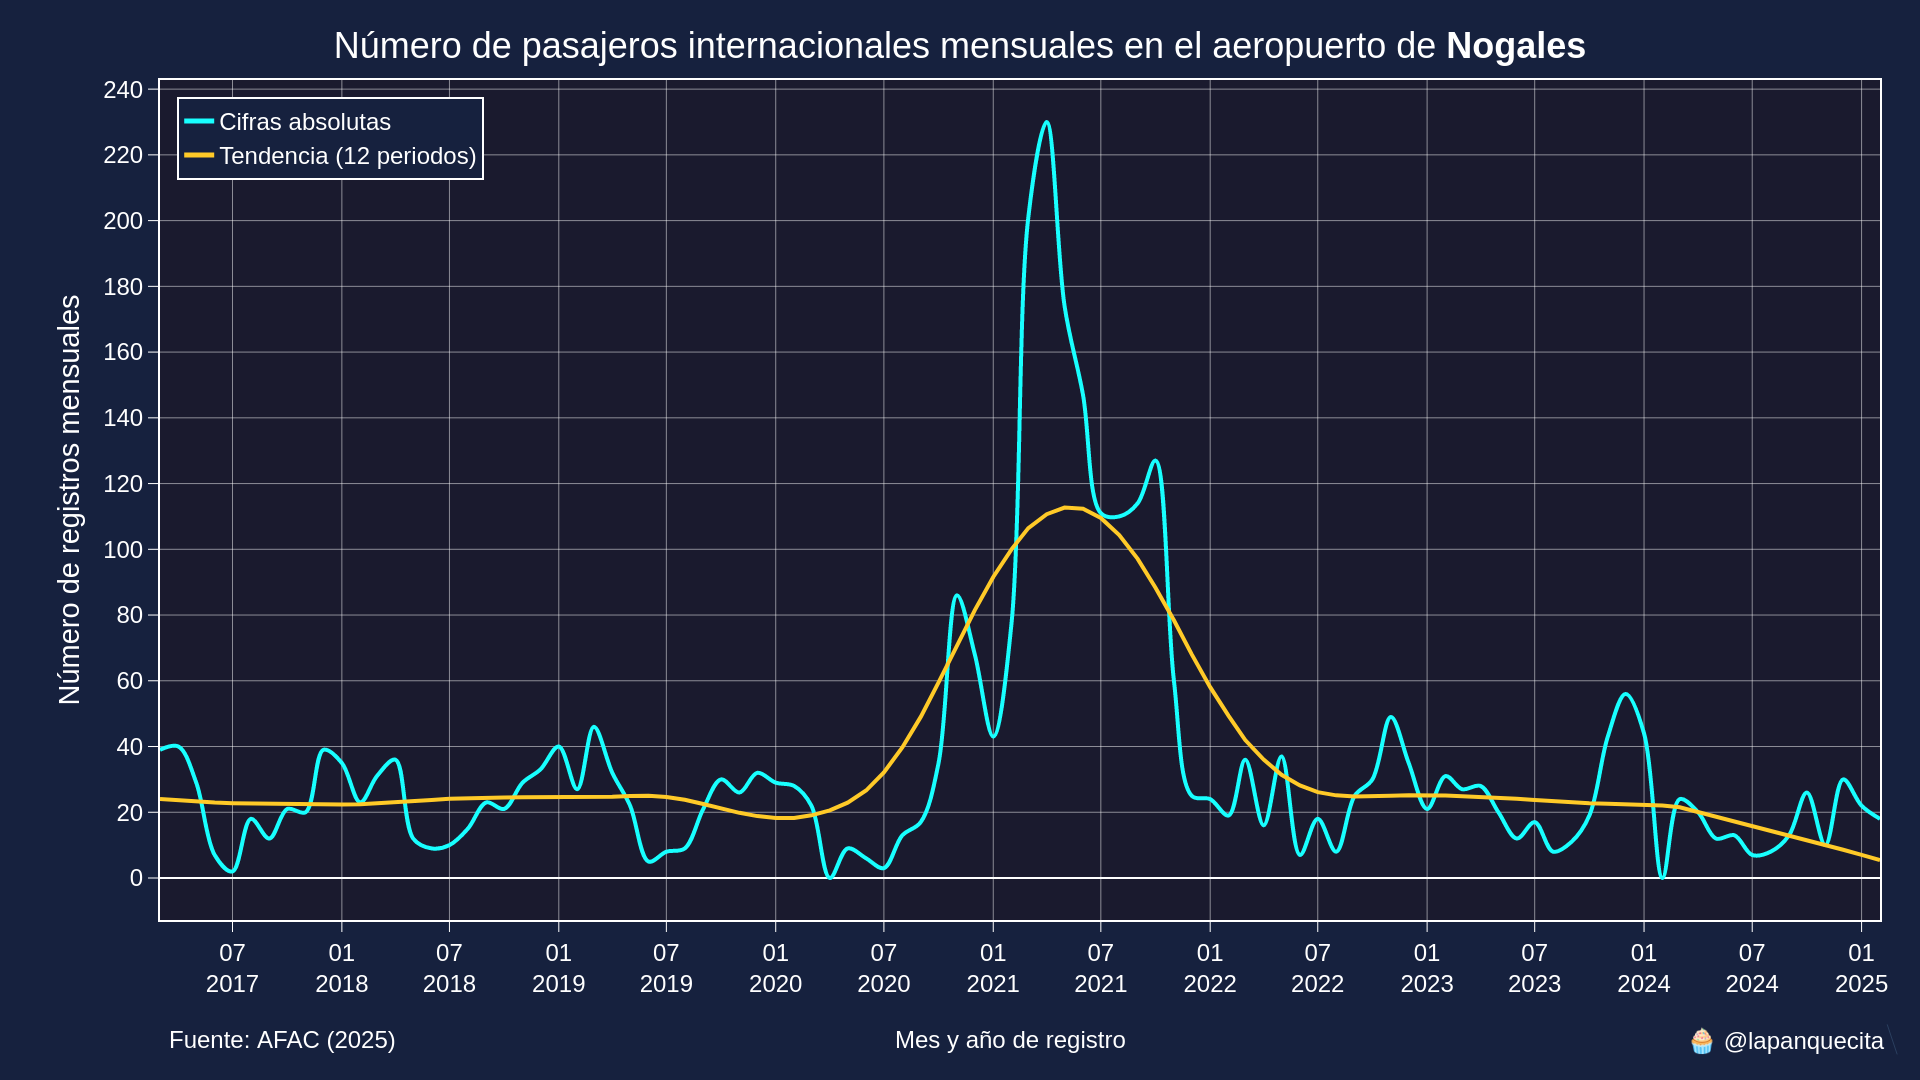 Número de pasajeros internacionales mensuales en el aeropuerto de Nogales
240
220
200
180
160
140
120
100
80
60
40
20
0
Cifras absolutas
Tendencia (12 periodos)
Número de registros mensuales
07 01 07 01 07 01 07 01 07 01 07 01 07 01 07 01
2017 2018 2018 2019 2019 2020 2020 2021 2021 2022 2022 2023 2023 2024 2024 2025
Fuente: AFAC (2025)
Mes y año de registro
🧁 @lapanquecita